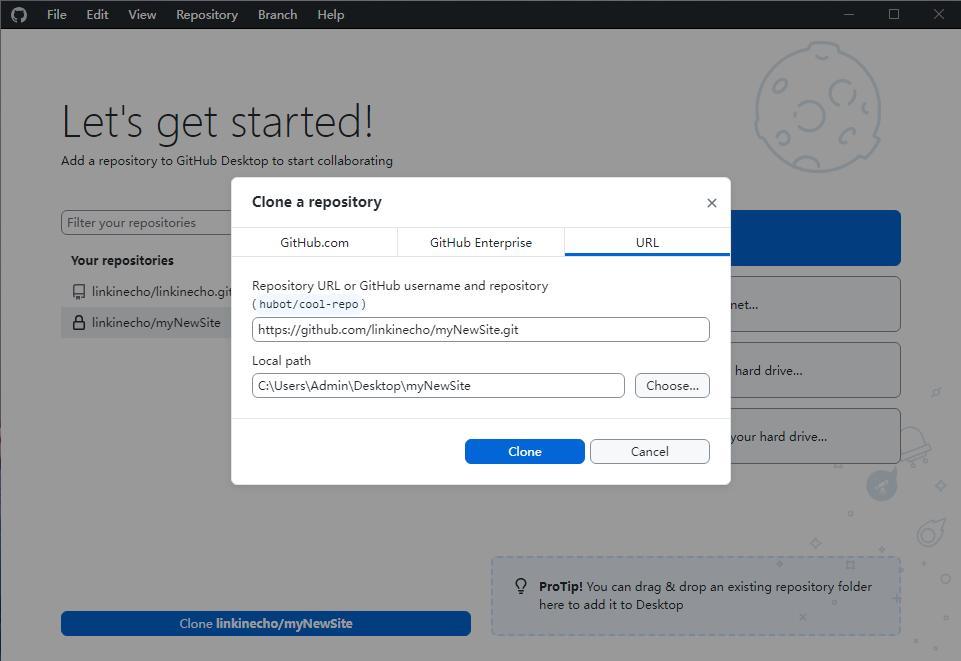 File Edit View Repository Branch Help
Let's get started!
Add a repository to GitHub Desktop to start collaborating
Filter your repositories
Your repositories
linkinecho/linkinecho.git
linkinecho/myNewSite
Clone a repository
GitHub.com GitHub Enterprise URL
Repository URL or GitHub username and repository
(hubot/cool-repo)
https://github.com/linkinecho/myNewSite.git
Local path
C:\Users\Admin\Desktop\myNewSite
Choose...
Clone Cancel
net...
hard drive...
your hard drive...
ProTip! You can drag & drop an existing repository folder
here to add it to Desktop
Clone linkinecho/myNewSite